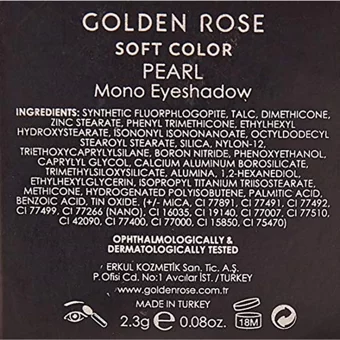 GOLDEN ROSE
SOFT COLOR
PEARL
Mono Eyeshadow
INGREDIENTS: SYNTHETIC FLUORPHLOGOPITE, TALC, DIMETHICONE,
ZINC STEARATE, PHENYL TRIMETHICONE, ETHYLHEXYL
HYDROXYSTEARATE, ISONONYL ISONONANOATE, OCTYLDODECYL
STEAROYL STEARATE, SILICA, NYLON-12,
TRIETHOXYCAPRYLYLSILANE, BORON NITRIDE, PHENOXYETHANOL,
CAPRYLYL GLYCOL, CALCIUM ALUMINUM BOROSILICATE,
TRIMETHYLSILOXYSILICATE, ALUMINA, 1,2-HEXANEDIOL,
ETHYLHEXYLGLYCERIN, ISOPROPYL TITANIUM TRIISOSTEARATE,
METHICONE, HYDROGENATED POLYISOBUTENE, PALMITIC ACID,
BENZOIC ACID, TIN OXIDE. (+/- MICA, CI 77891, CI 77491, CI 77492,
CI 77499, CI 77266 (NANO), CI 16035, CI 19140, CI 77007, CI 77510,
CI 42090, CI 77400, CI 77000, CI 15850, CI 75470)
OPHTHALMOLOGICALLY &
DERMATOLOGICALLY TESTED
ERKUL KOZMETİK San. Tic. A.Ş.
P.Ofisi Cd. No:1 Avcılar İST. / TURKEY
www.goldenrose.com.tr
MADE IN TURKEY
2.3g e 0.08oz.
18M